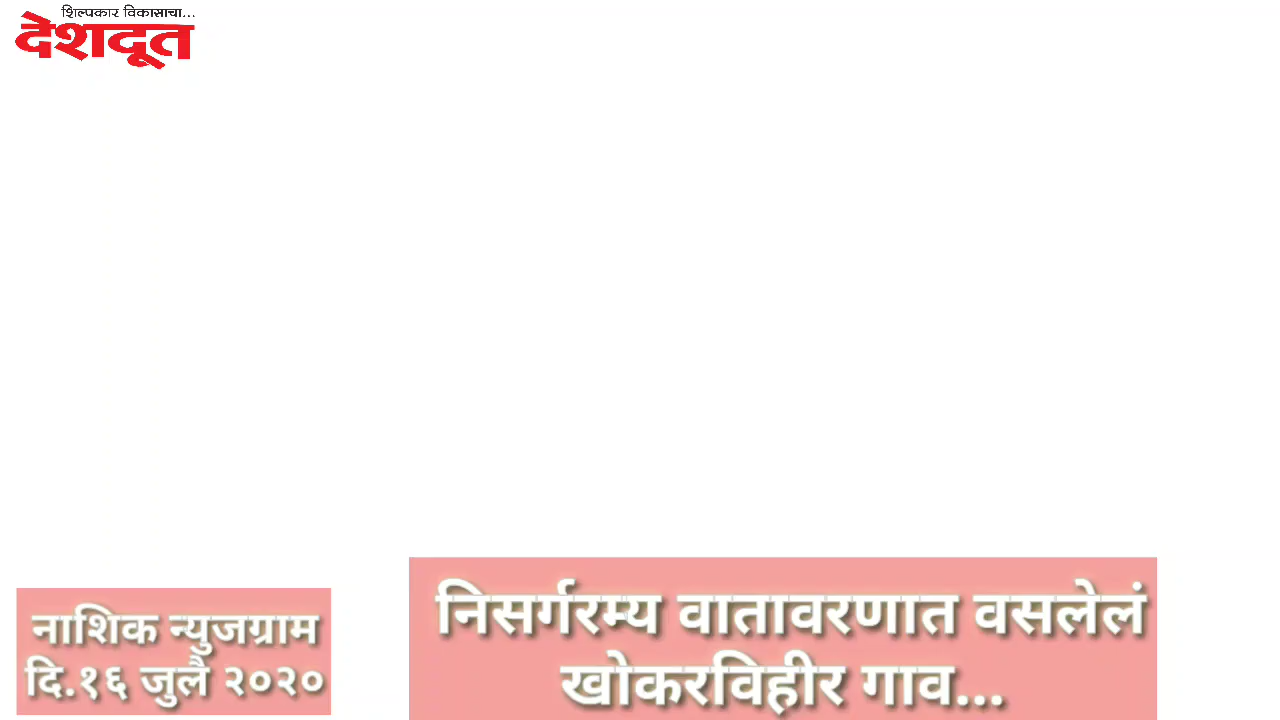 शिल्पकार विकासाचा...
देशदूत
नाशिक न्युजग्राम
दि.१६ जुलै २०२०
निसर्गरम्य वातावरणात वसलेलं
खोकरविहीर गाव...